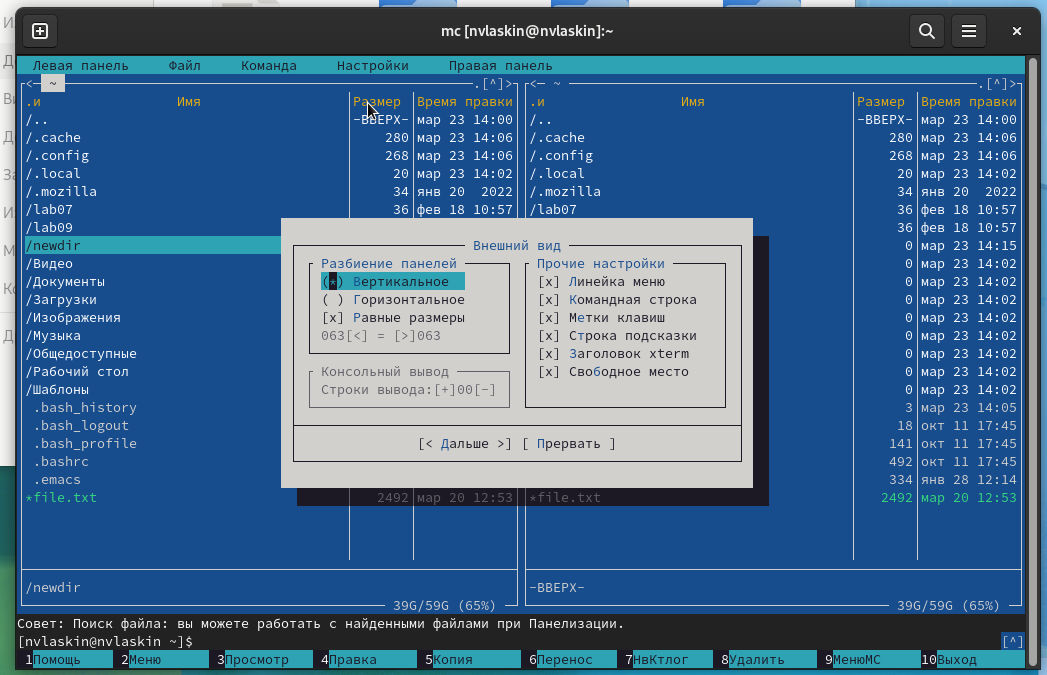 mc [nvlaskin@nvlaskin]:~
Левая панель Файл Команда Настройки Правая панель
<─ ~ .[^]> <─ ~ .[^]>
.и Имя Размер Время правки .и Имя Размер Время правки
/.. -ВВЕРХ- мар 23 14:00 /.. -ВВЕРХ- мар 23 14:00
/.cache 280 мар 23 14:06 /.cache 280 мар 23 14:06
/.config 268 мар 23 14:06 /.config 268 мар 23 14:06
/.local 20 мар 23 14:02 /.local 20 мар 23 14:02
/.mozilla 34 янв 20 2022 /.mozilla 34 янв 20 2022
/lab07 36 фев 18 10:57 /lab07 36 фев 18 10:57
/lab09 36 фев 18 10:57
/newdir 0 мар 23 14:15
/Видео 0 мар 23 14:02
/Документы 0 мар 23 14:02
/Загрузки 0 мар 23 14:02
/Изображения 0 мар 23 14:02
/Музыка 0 мар 23 14:02
/Общедоступные 0 мар 23 14:02
/Рабочий стол 0 мар 23 14:02
/Шаблоны 0 мар 23 14:02
.bash_history 3 мар 23 14:05
.bash_logout 18 окт 11 17:45
.bash_profile 141 окт 11 17:45
.bashrc 492 окт 11 17:45
.emacs 334 янв 28 12:14
*file.txt 2492 мар 20 12:53 *file.txt 2492 мар 20 12:53
Внешний вид
Разбиение панелей
(*) Вертикальное
( ) Горизонтальное
[x] Равные размеры
063[<] = [>]063
Консольный вывод
Строки вывода:[+]00[-]
Прочие настройки
[x] Линейка меню
[x] Командная строка
[x] Метки клавиш
[x] Строка подсказки
[x] Заголовок xterm
[x] Свободное место
[< Дальше >] [ Прервать ]
/newdir -ВВЕРХ-
39G/59G (65%) 39G/59G (65%)
Совет: Поиск файла: вы можете работать с найденными файлами при Панелизации.
[nvlaskin@nvlaskin ~]$ [^]
1Помощь 2Меню 3Просмотр 4Правка 5Копия 6Перенос 7НвКтлог 8Удалить 9МенюМС 10Выход